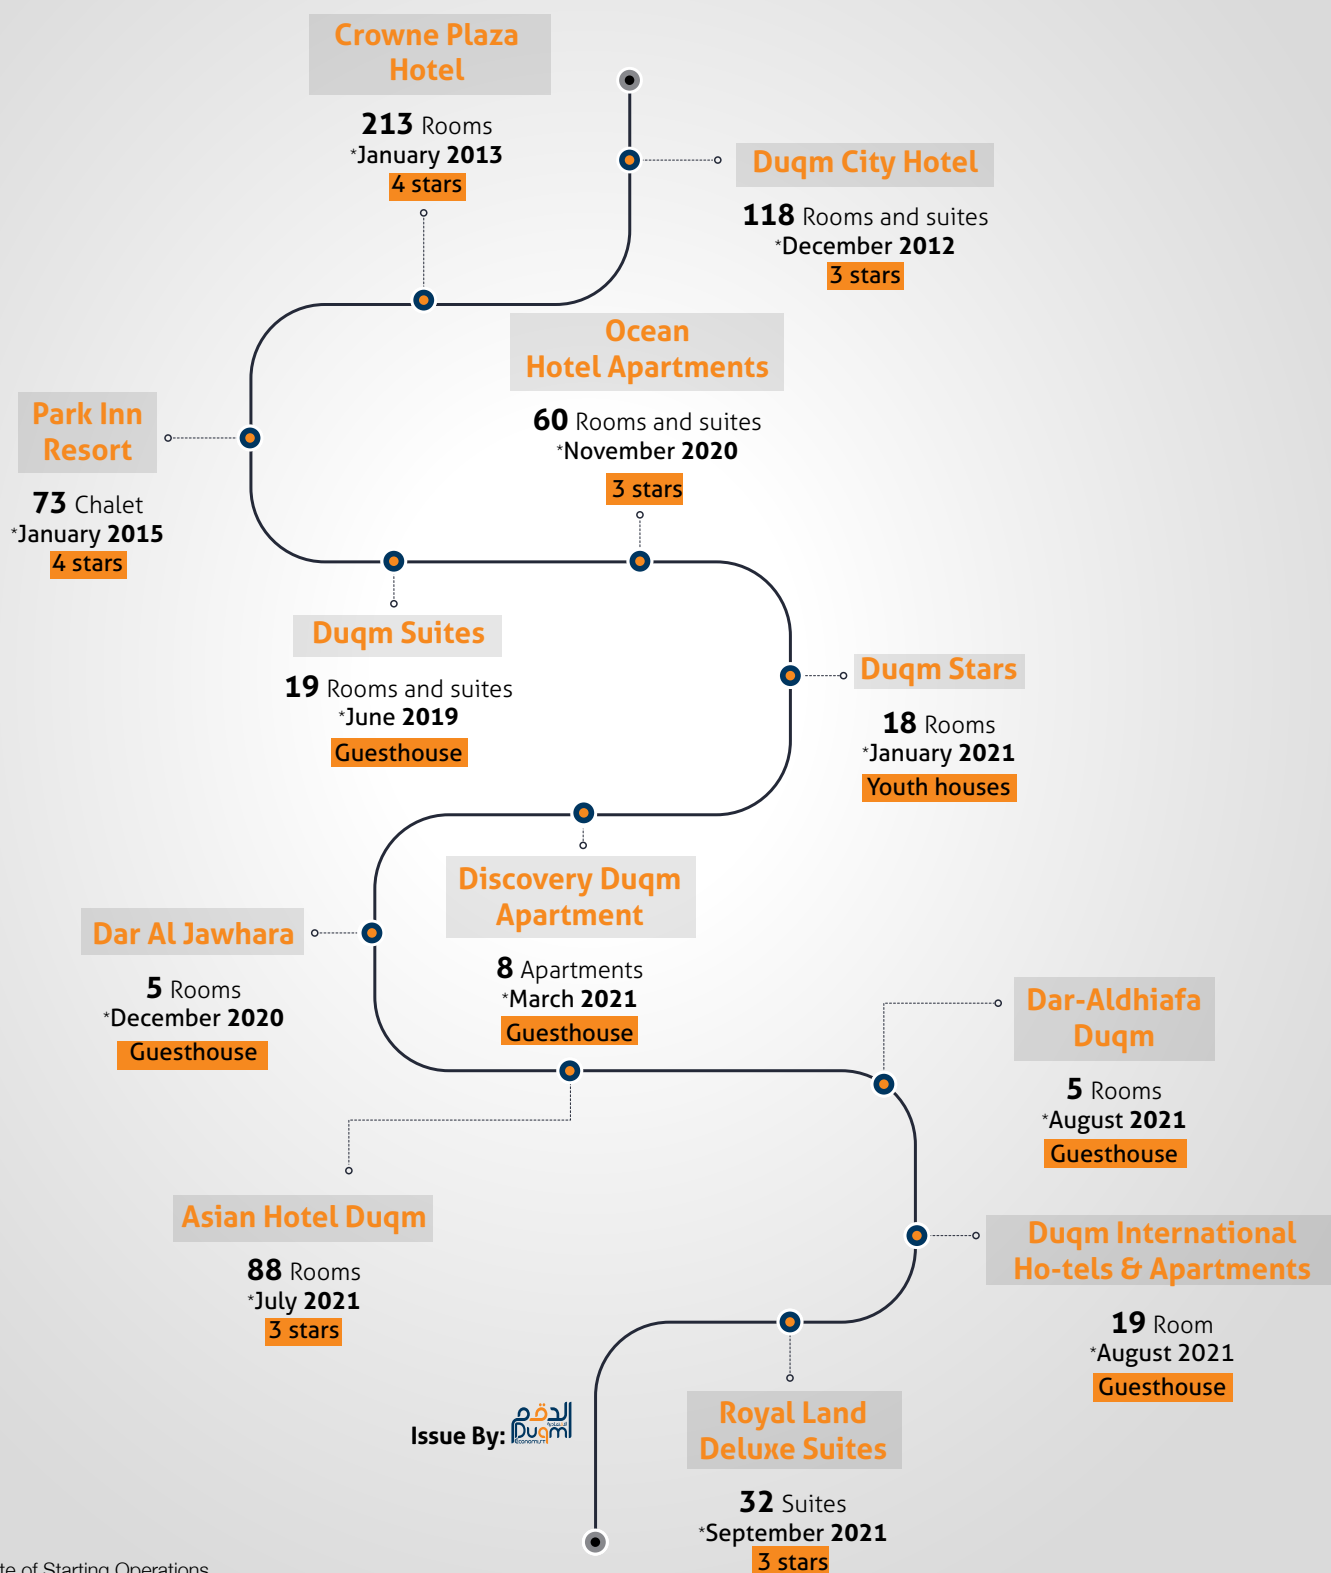 Crowne Plaza
Hotel
213 Rooms
*January 2013
4 stars
Duqm City Hotel
118 Rooms and suites
*December 2012
3 stars
Ocean
Hotel Apartments
60 Rooms and suites
*November 2020
3 stars
Park Inn
Resort
73 Chalet
*January 2015
4 stars
Duqm Suites
19 Rooms and suites
*June 2019
Guesthouse
Duqm Stars
18 Rooms
*January 2021
Youth houses
Discovery Duqm
Apartment
8 Apartments
*March 2021
Guesthouse
Dar Al Jawhara
5 Rooms
*December 2020
Guesthouse
Dar-Aldhiafa
Duqm
5 Rooms
*August 2021
Guesthouse
Asian Hotel Duqm
88 Rooms
*July 2021
3 stars
Duqm International
Ho-tels & Apartments
19 Room
*August 2021
Guesthouse
Royal Land
Deluxe Suites
32 Suites
*September 2021
3 stars
Issue By:
الدقم
Duqm
Economist
of Starting Operations